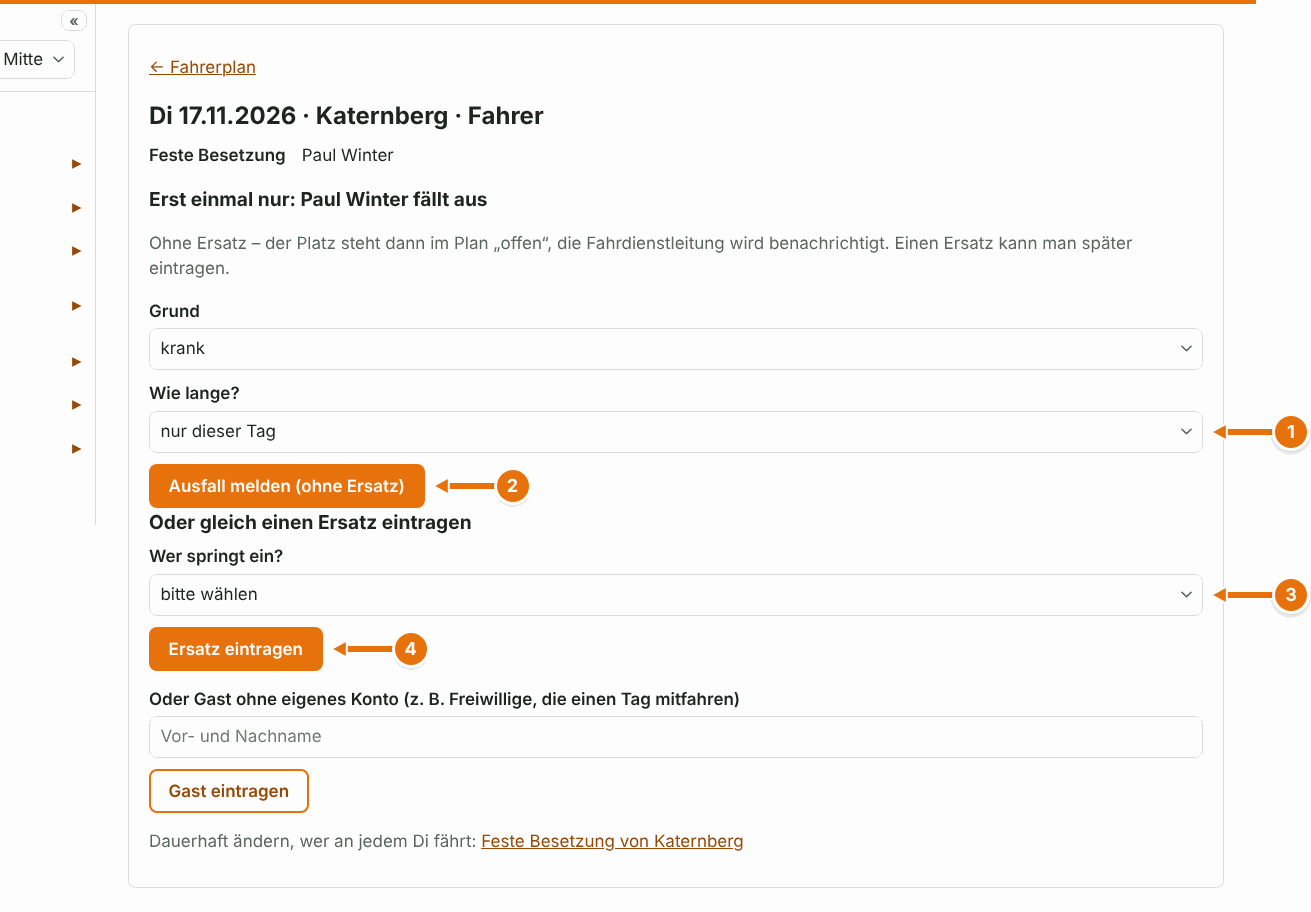 «
Mitte
← Fahrerplan
Di 17.11.2026 · Katernberg · Fahrer
Feste Besetzung Paul Winter
Erst einmal nur: Paul Winter fällt aus
Ohne Ersatz – der Platz steht dann im Plan „offen“, die Fahrdienstleitung wird benachrichtigt. Einen Ersatz kann man später
eintragen.
Grund
krank
Wie lange?
nur dieser Tag
1
Ausfall melden (ohne Ersatz)
2
Oder gleich einen Ersatz eintragen
Wer springt ein?
bitte wählen
3
Ersatz eintragen
4
Oder Gast ohne eigenes Konto (z. B. Freiwillige, die einen Tag mitfahren)
Vor- und Nachname
Gast eintragen
Dauerhaft ändern, wer an jedem Di fährt: Feste Besetzung von Katernberg